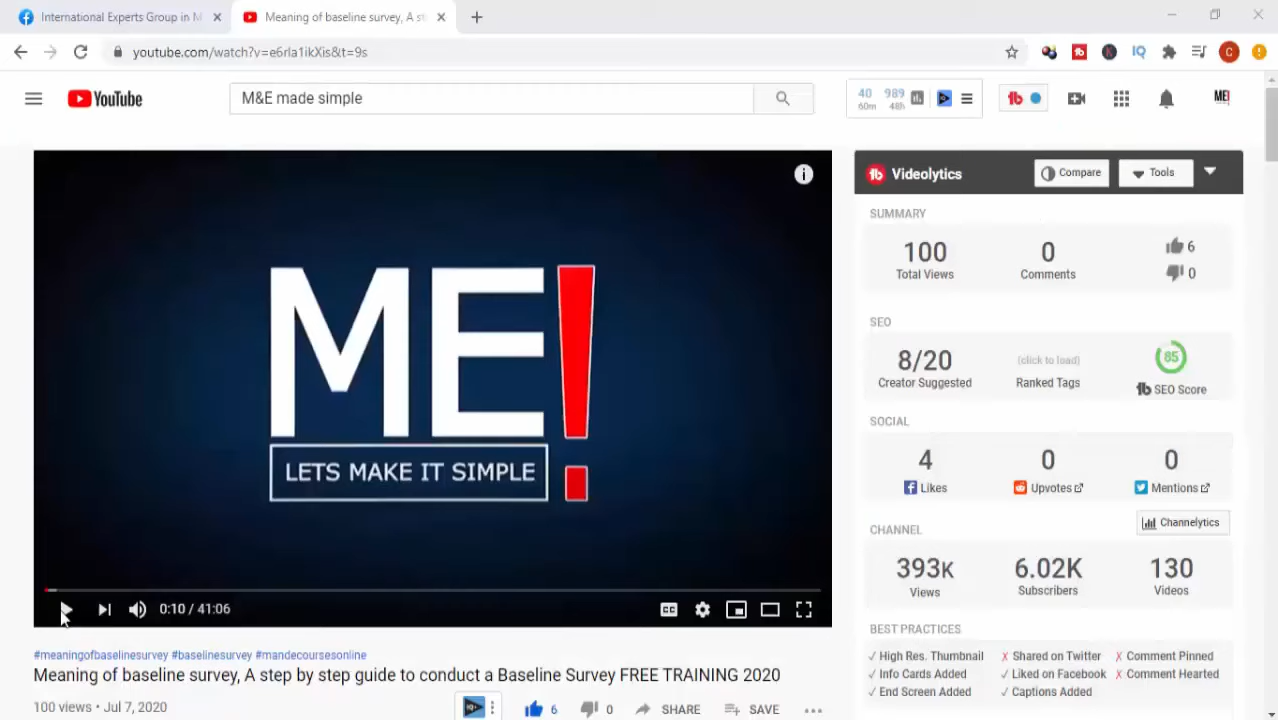 International Experts Group in M
Meaning of baseline survey, A st
youtube.com/watch?v=e6rla1ikXis&t=9s
IQ
C
YouTube
M&E made simple
40 989
60m 48h
ME!
ME!
LETS MAKE IT SIMPLE
0:10 / 41:06
CC
#meaningofbaselinesurvey #baselinesurvey #mandecoursesonline
Meaning of baseline survey, A step by step guide to conduct a Baseline Survey FREE TRAINING 2020
100 views • Jul 7, 2020
6 0 SHARE SAVE
Videolytics Compare Tools
SUMMARY
100 0 6
Total Views Comments 0
SEO
8/20 (click to load) 85
Creator Suggested Ranked Tags SEO Score
SOCIAL
4 0 0
Likes Upvotes Mentions
Channelytics
CHANNEL
393K 6.02K 130
Views Subscribers Videos
BEST PRACTICES
✓ High Res. Thumbnail ✗ Shared on Twitter ✗ Comment Pinned
✓ Info Cards Added ✓ Liked on Facebook ✗ Comment Hearted
✓ End Screen Added ✓ Captions Added